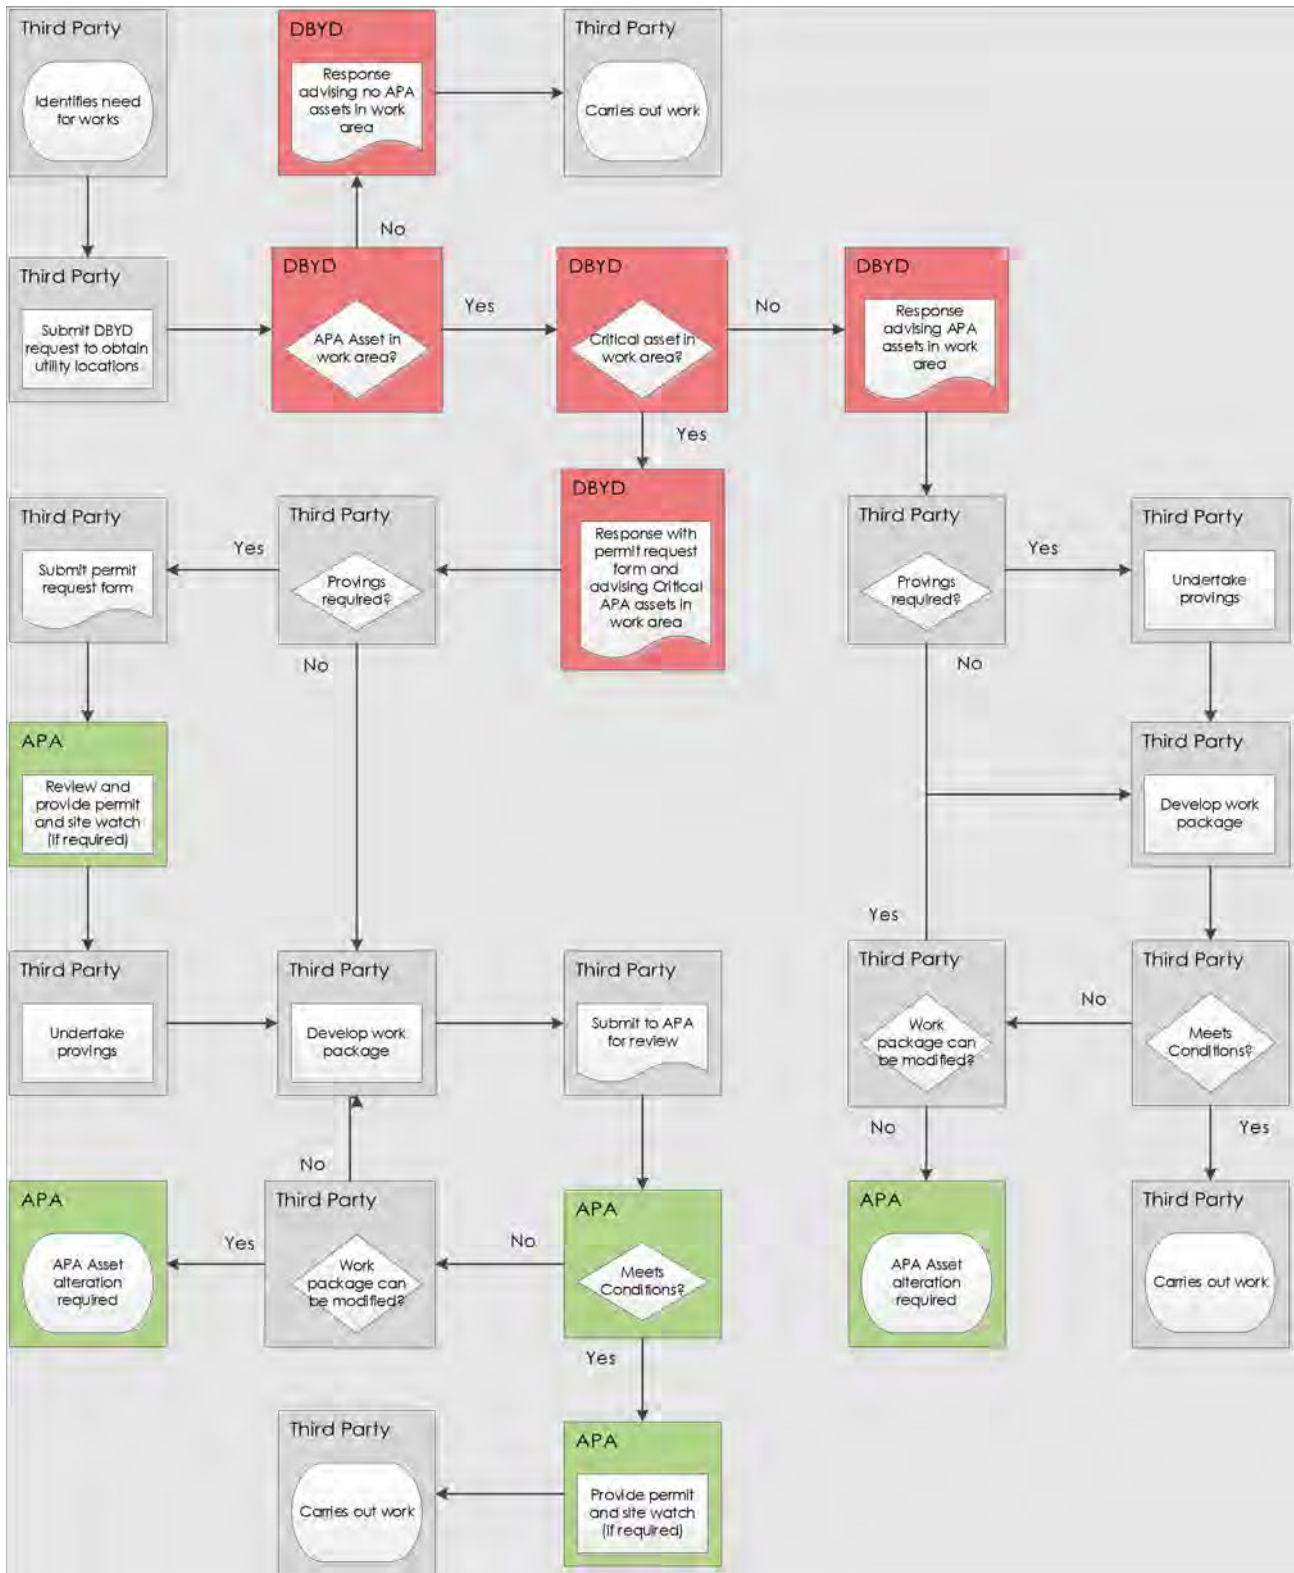 Third Party
Identifies need
for works
DBYD
Response
advising no APA
assets in work
area
Third Party
Carries out work
No
Third Party
Submit DBYD
request to obtain
utility locations
DBYD
APA Asset in
work area?
Yes
DBYD
Critical asset in
work area?
No
DBYD
Response
advising APA
assets in work
area
Yes
Third Party
Submit permit
request form
Yes
Third Party
Provings
required?
DBYD
Response with
permit request
form and
advising Critical
APA assets in
work area
Third Party
Provings
required?
Yes
Third Party
Undertake
provings
No
No
APA
Review and
provide permit
and site watch
(if required)
Third Party
Develop work
package
Yes
Third Party
Undertake
provings
Third Party
Develop work
package
Third Party
Submit to APA
for review
Third Party
Work
package can
be modified?
No
Third Party
Meets
Conditions?
No
No
Yes
APA
APA Asset
alteration
required
Yes
Third Party
Work
package can
be modified?
No
APA
Meets
Conditions?
APA
APA Asset
alteration
required
Third Party
Carries out work
Yes
Third Party
Carries out work
APA
Provide permit
and site watch
(if required)